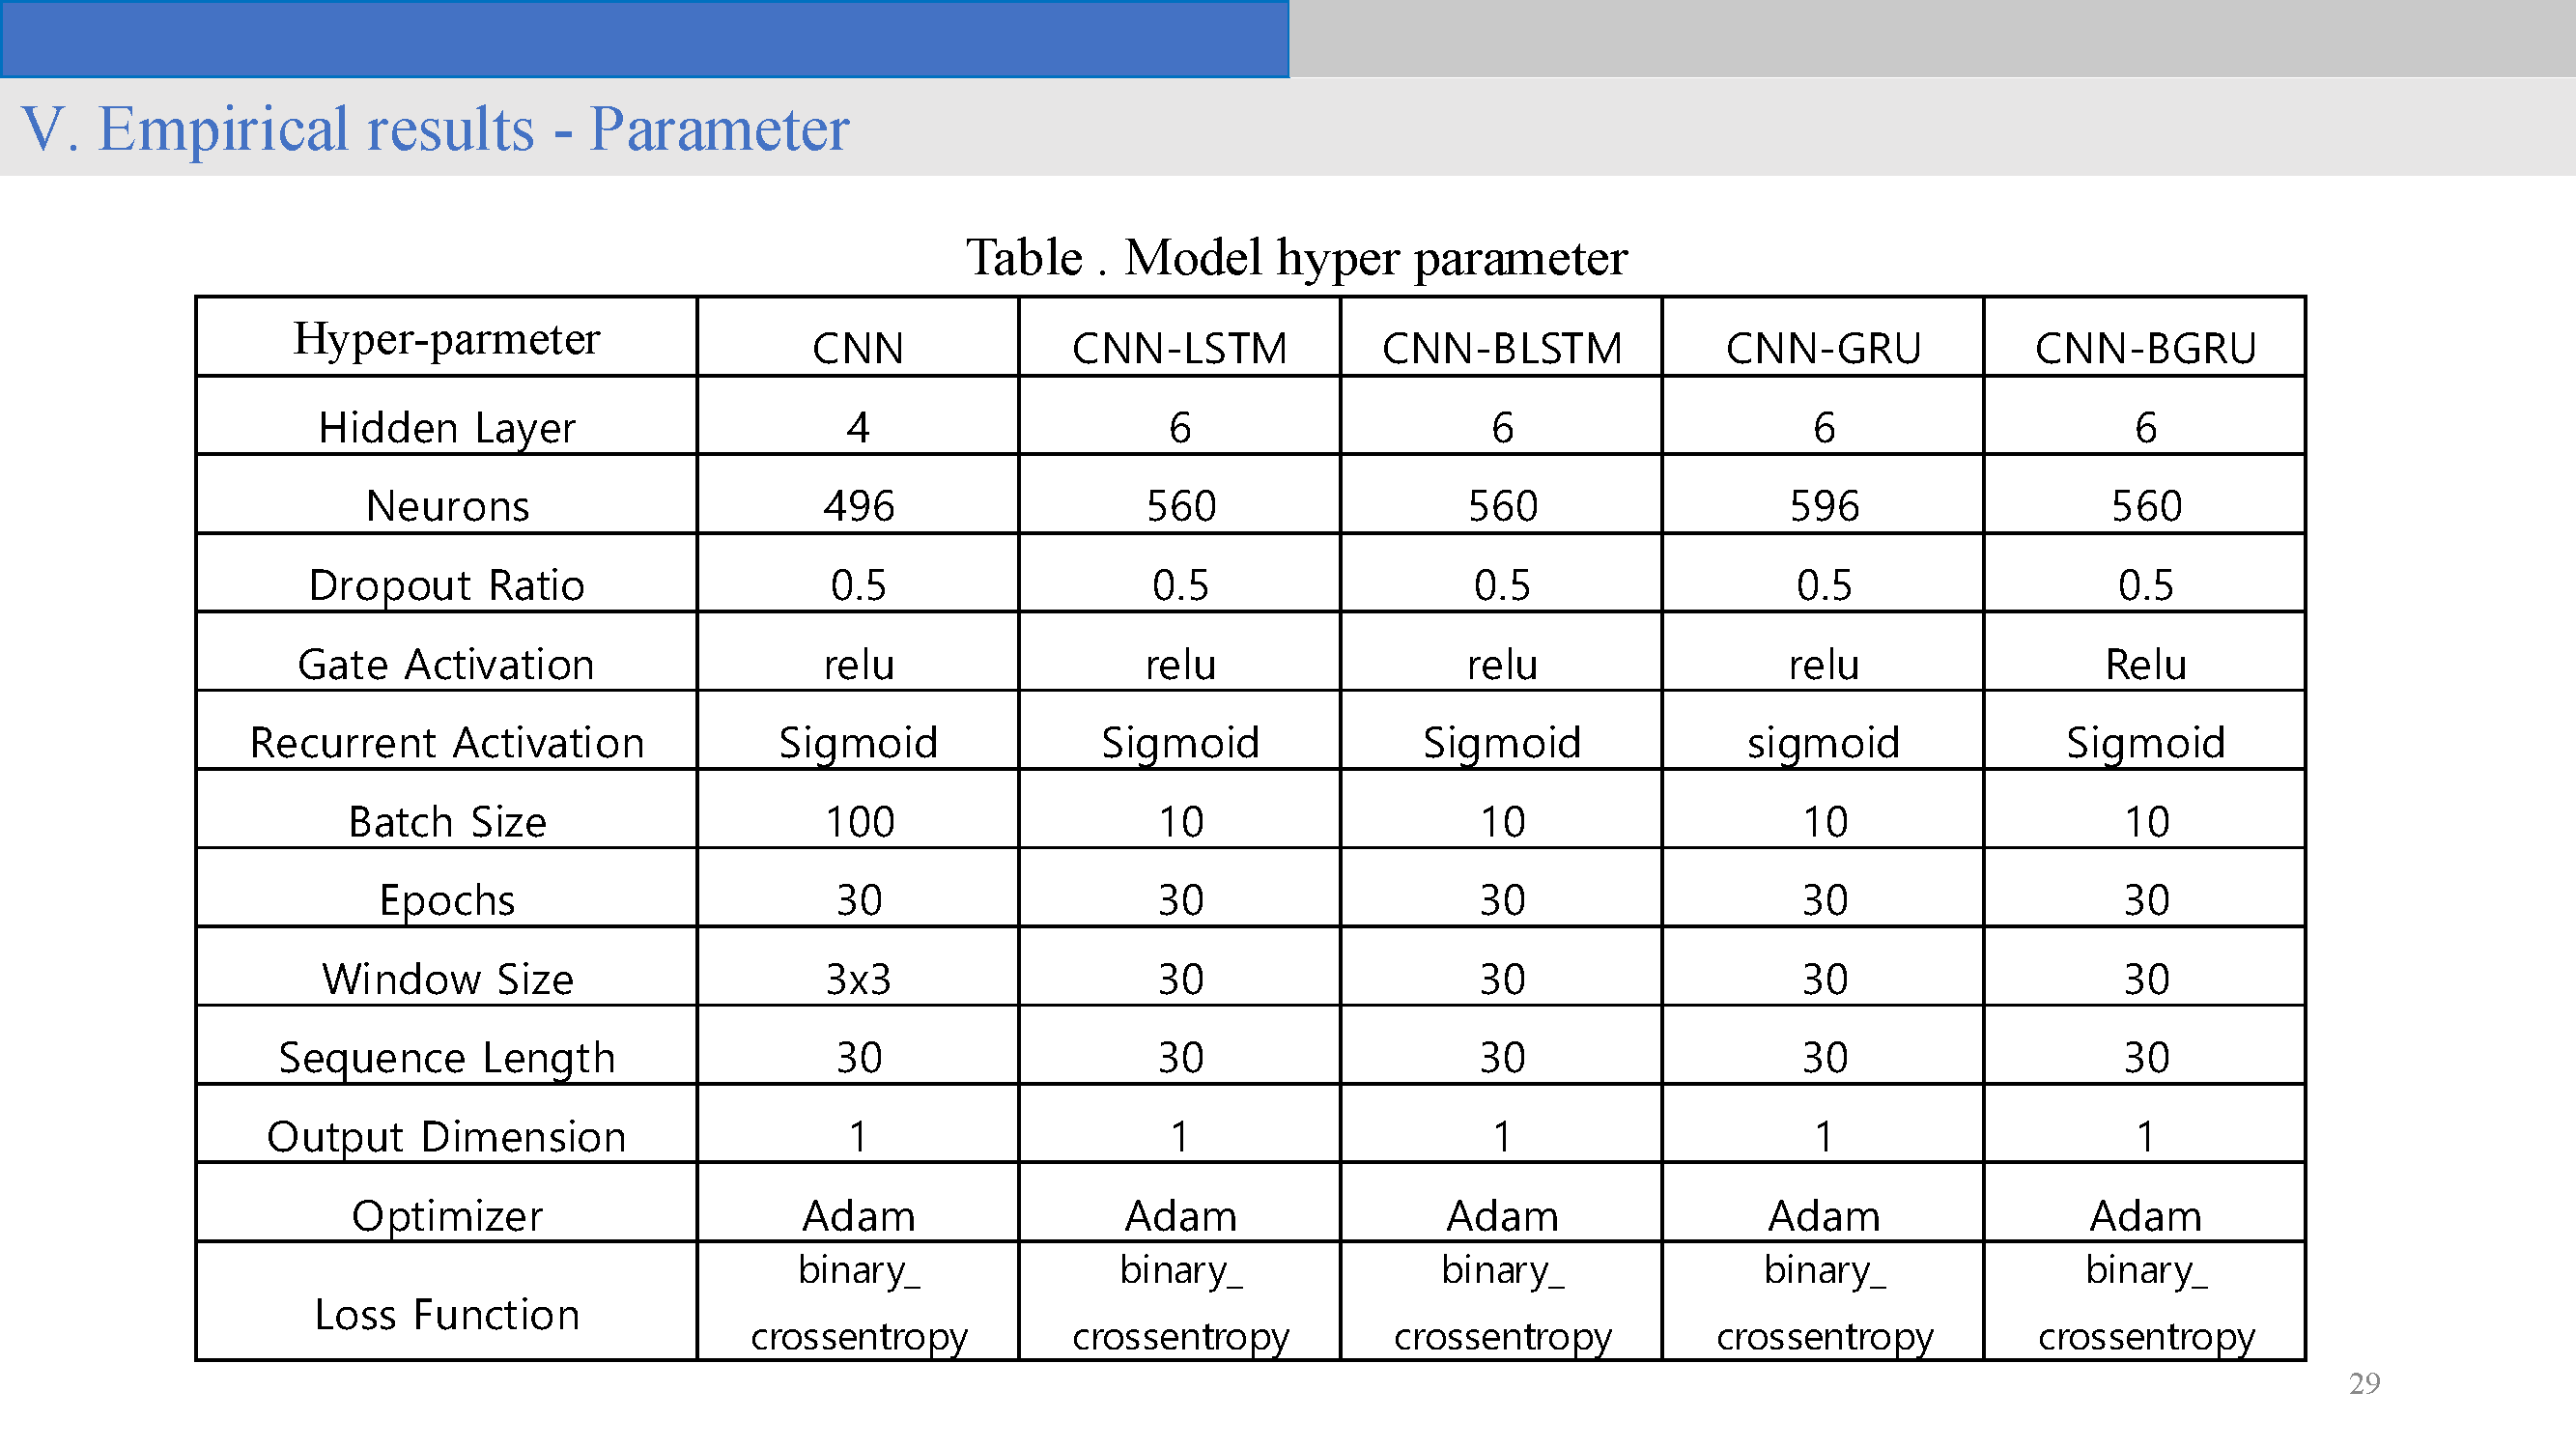 V. Empirical results - Parameter
Table . Model hyper parameter
Hyper-parmeter CNN CNN-LSTM CNN-BLSTM CNN-GRU CNN-BGRU
Hidden Layer 4 6 6 6 6
Neurons 496 560 560 596 560
Dropout Ratio 0.5 0.5 0.5 0.5 0.5
Gate Activation relu relu relu relu Relu
Recurrent Activation Sigmoid Sigmoid Sigmoid sigmoid Sigmoid
Batch Size 100 10 10 10 10
Epochs 30 30 30 30 30
Window Size 3x3 30 30 30 30
Sequence Length 30 30 30 30 30
Output Dimension 1 1 1 1 1
Optimizer Adam Adam Adam Adam Adam
binary_ binary_ binary_ binary_ binary_
Loss Function
crossentropy crossentropy crossentropy crossentropy crossentropy
29